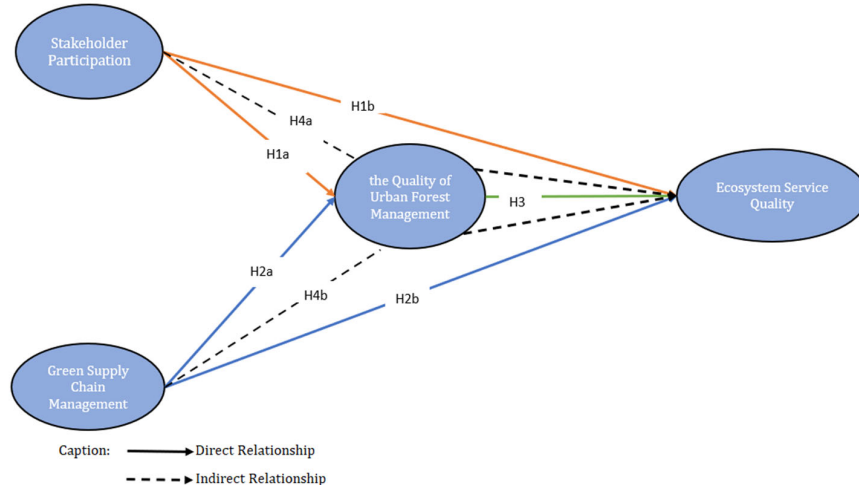 Stakeholder
Participation
H1b
H4a
H1a
the Quality of
Urban Forest
Management
H3
Ecosystem Service
Quality
H2a
H4b
H2b
Green Supply
Chain
Management
Caption:
Direct Relationship
Indirect Relationship